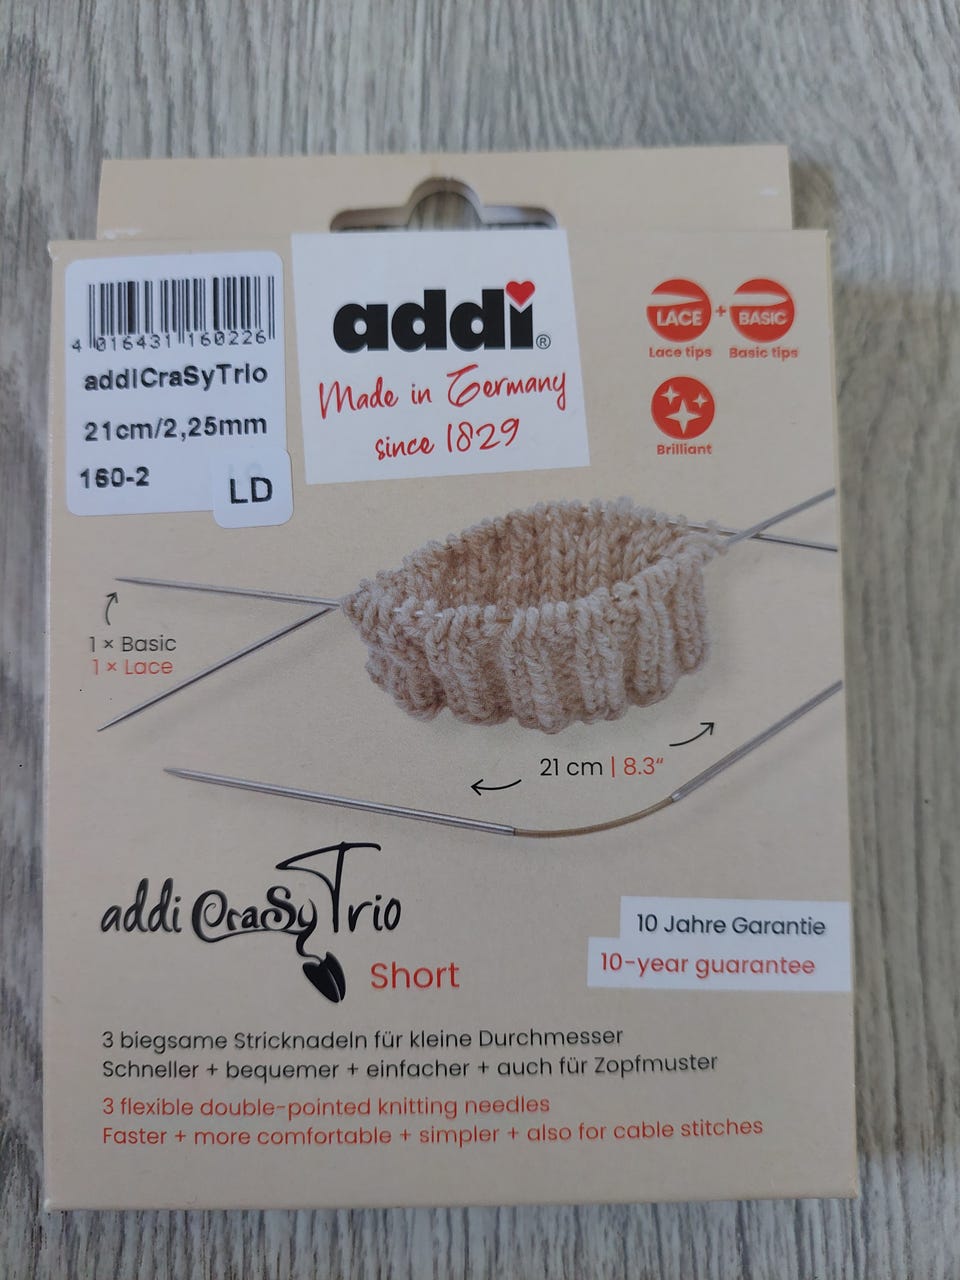 4 016431 160226
addiCraSyTrio
21cm/2,25mm
160-2
LD
addi®
Made in Germany
since 1829
LACE + BASIC
Lace tips Basic tips
Brilliant
1 × Basic
1 × Lace
21 cm | 8.3“
addi CraSyTrio
Short
10 Jahre Garantie
10-year guarantee
3 biegsame Stricknadeln für kleine Durchmesser
Schneller + bequemer + einfacher + auch für Zopfmuster
3 flexible double-pointed knitting needles
Faster + more comfortable + simpler + also for cable stitches